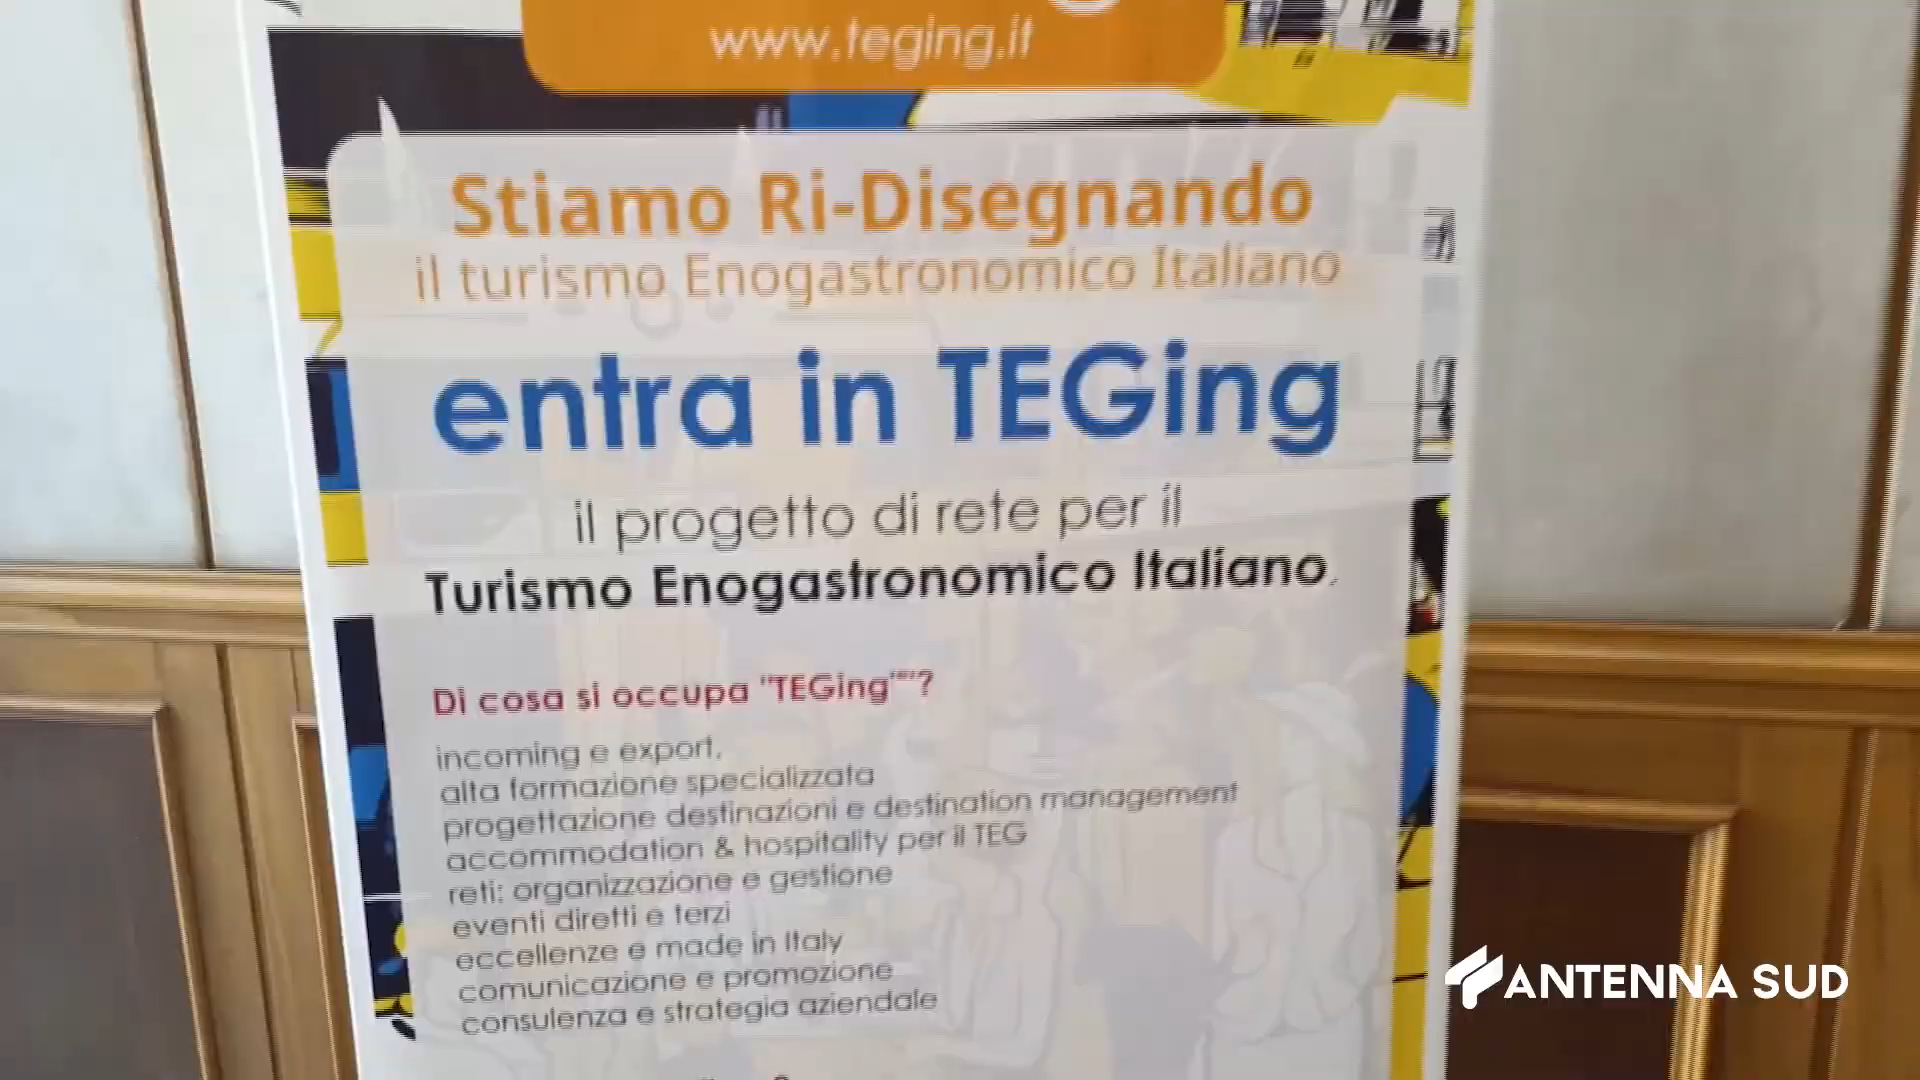 www.teging.it
Stiamo Ri-Disegnando
il turismo Enogastronomico Italiano
entra in TEGing
il progetto di rete per il
Turismo Enogastronomico Italiano.
Di cosa si occupa "TEGing""?
incoming e export,
alta formazione specializzata
progettazione destinazioni e destination management
accommodation & hospitality per il TEG
reti: organizzazione e gestione
eventi diretti e terzi
eccellenze e made in Italy
comunicazione e promozione
consulenza e strategia aziendale
ANTENNA SUD